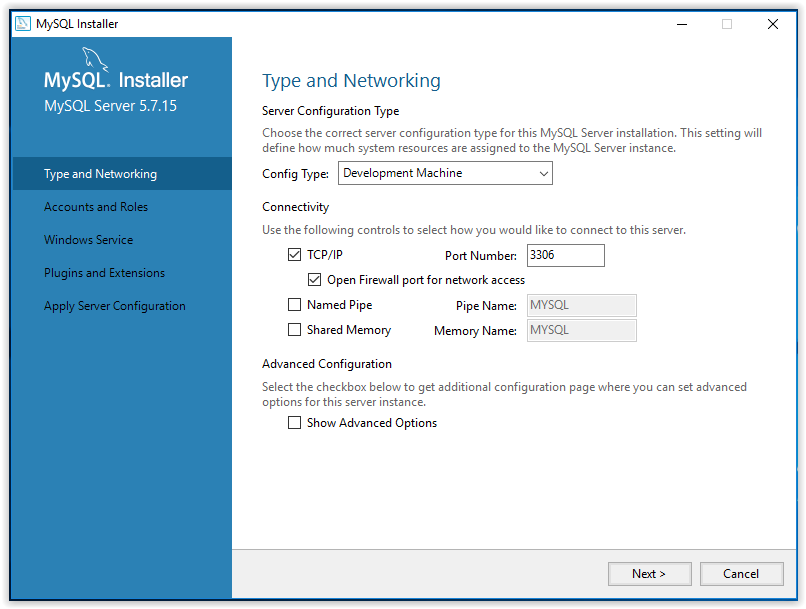 MySQL Installer
MySQL. Installer
MySQL Server 5.7.15
Type and Networking
Accounts and Roles
Windows Service
Plugins and Extensions
Apply Server Configuration
Type and Networking
Server Configuration Type
Choose the correct server configuration type for this MySQL Server installation. This setting will
define how much system resources are assigned to the MySQL Server instance.
Config Type: Development Machine
Connectivity
Use the following controls to select how you would like to connect to this server.
TCP/IP Port Number: 3306
Open Firewall port for network access
Named Pipe Pipe Name: MYSQL
Shared Memory Memory Name: MYSQL
Advanced Configuration
Select the checkbox below to get additional configuration page where you can set advanced
options for this server instance.
Show Advanced Options
Next > Cancel